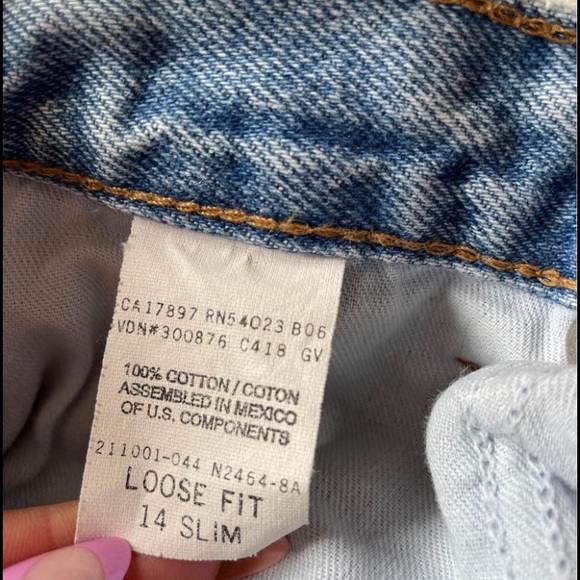 CA17897 RN54023 B06
VDN#300876 C418 GV
100% COTTON / COTON
ASSEMBLED IN MEXICO
OF U.S. COMPONENTS
211001-044 N2464-8A
LOOSE FIT
14 SLIM